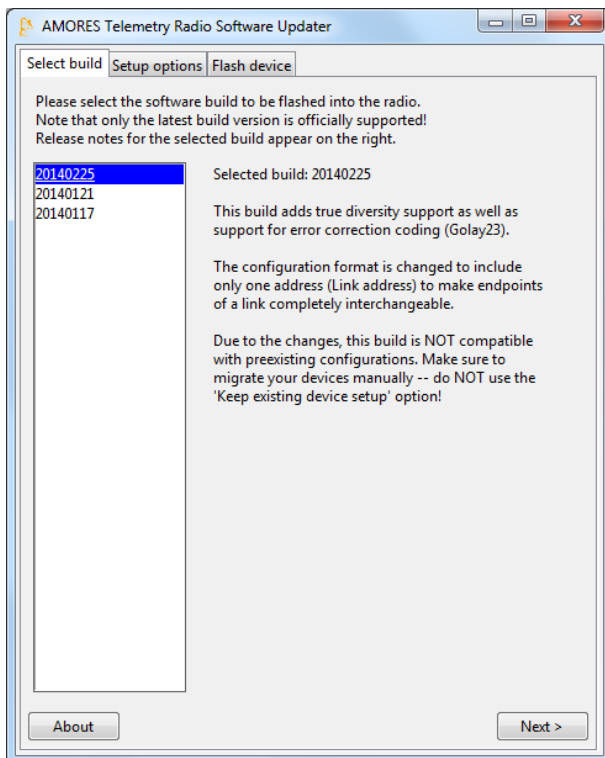 AMORES Telemetry Radio Software Updater
Select build Setup options Flash device
Please select the software build to be flashed into the radio.
Note that only the latest build version is officially supported!
Release notes for the selected build appear on the right.
20140225
20140121
20140117
Selected build: 20140225
This build adds true diversity support as well as
support for error correction coding (Golay23).
The configuration format is changed to include
only one address (Link address) to make endpoints
of a link completely interchangeable.
Due to the changes, this build is NOT compatible
with preexisting configurations. Make sure to
migrate your devices manually -- do NOT use the
'Keep existing device setup' option!
About
Next >